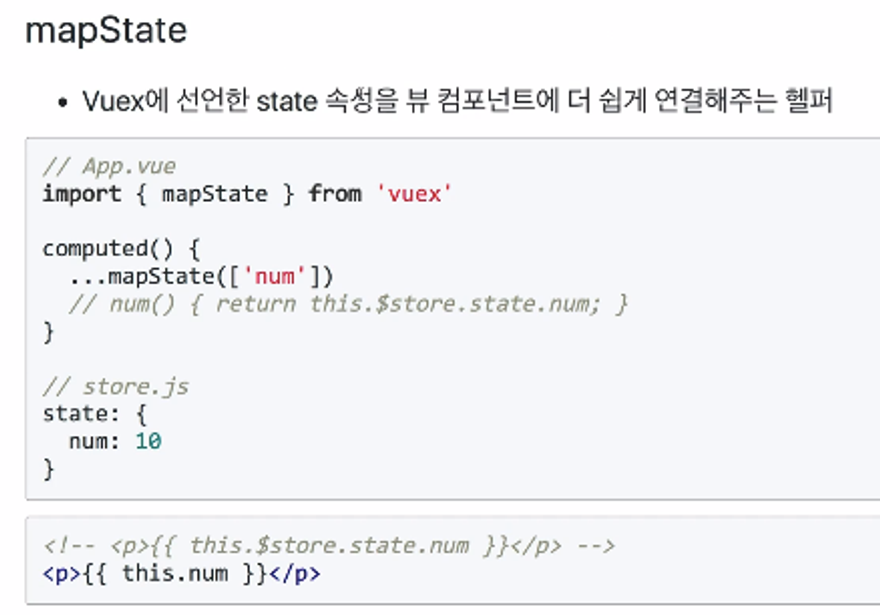 mapState
• Vuex에 선언한 state 속성을 뷰 컴포넌트에 더 쉽게 연결해주는 헬퍼
// App.vue
import { mapState } from 'vuex'
computed() {
...mapState(['num'])
// num() { return this.$store.state.num; }
}
// store.js
state: {
num: 10
}
<!-- <p>{{ this.$store.state.num }}</p> -->
<p>{{ this.num }}</p>